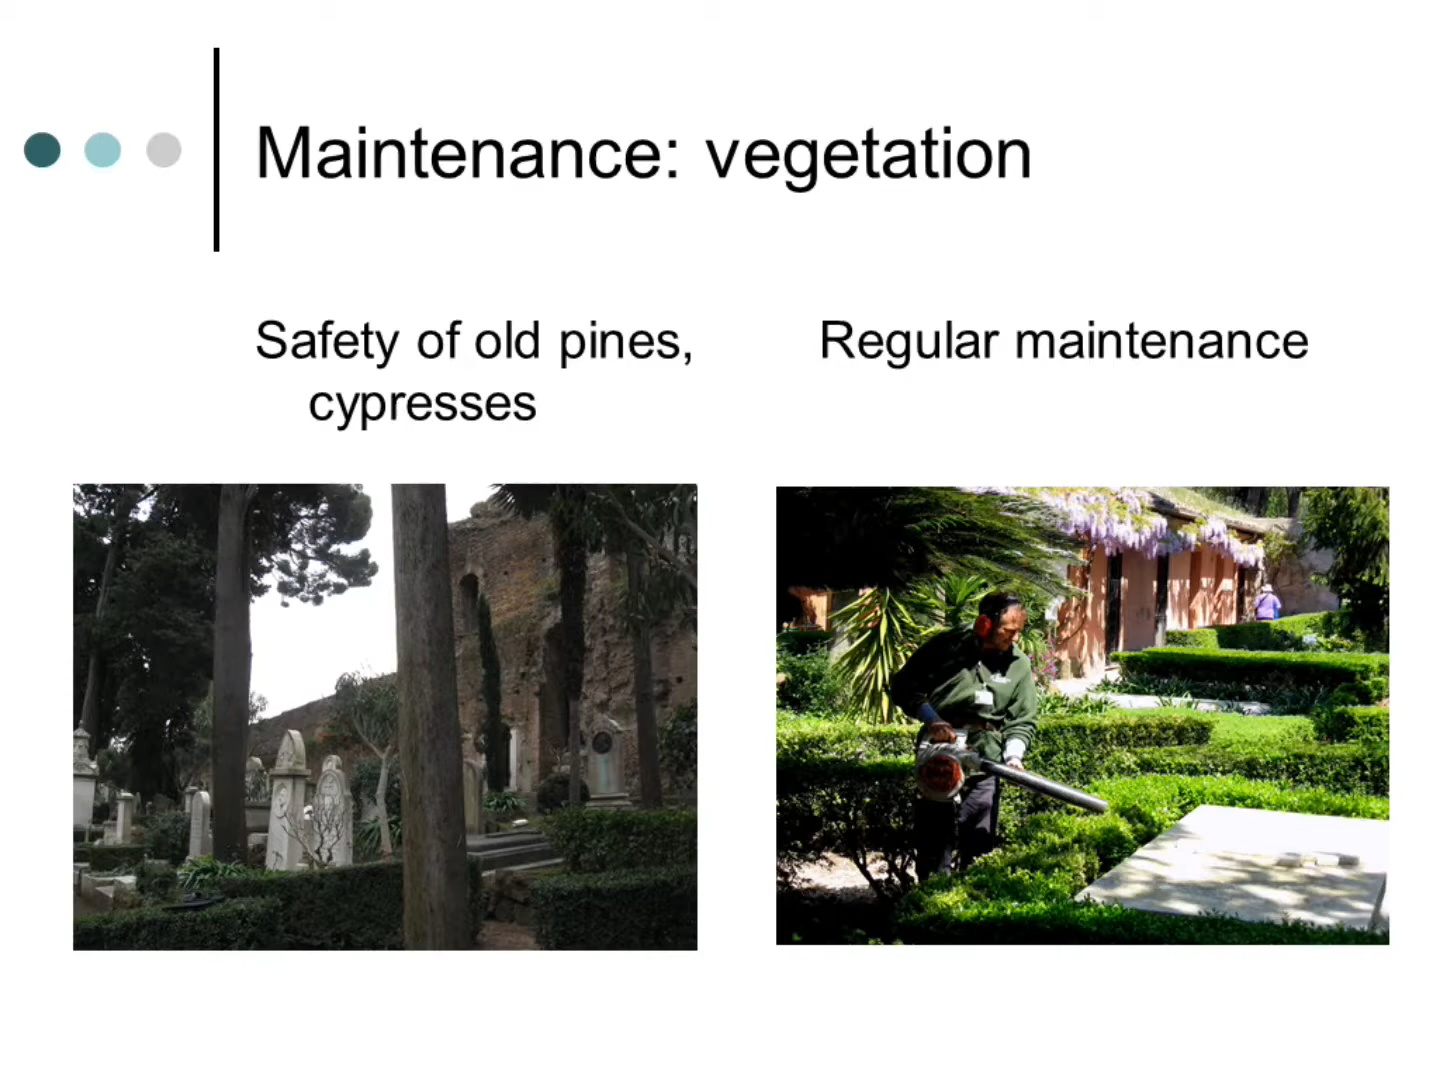 Maintenance: vegetation
Safety of old pines,
cypresses
Regular maintenance